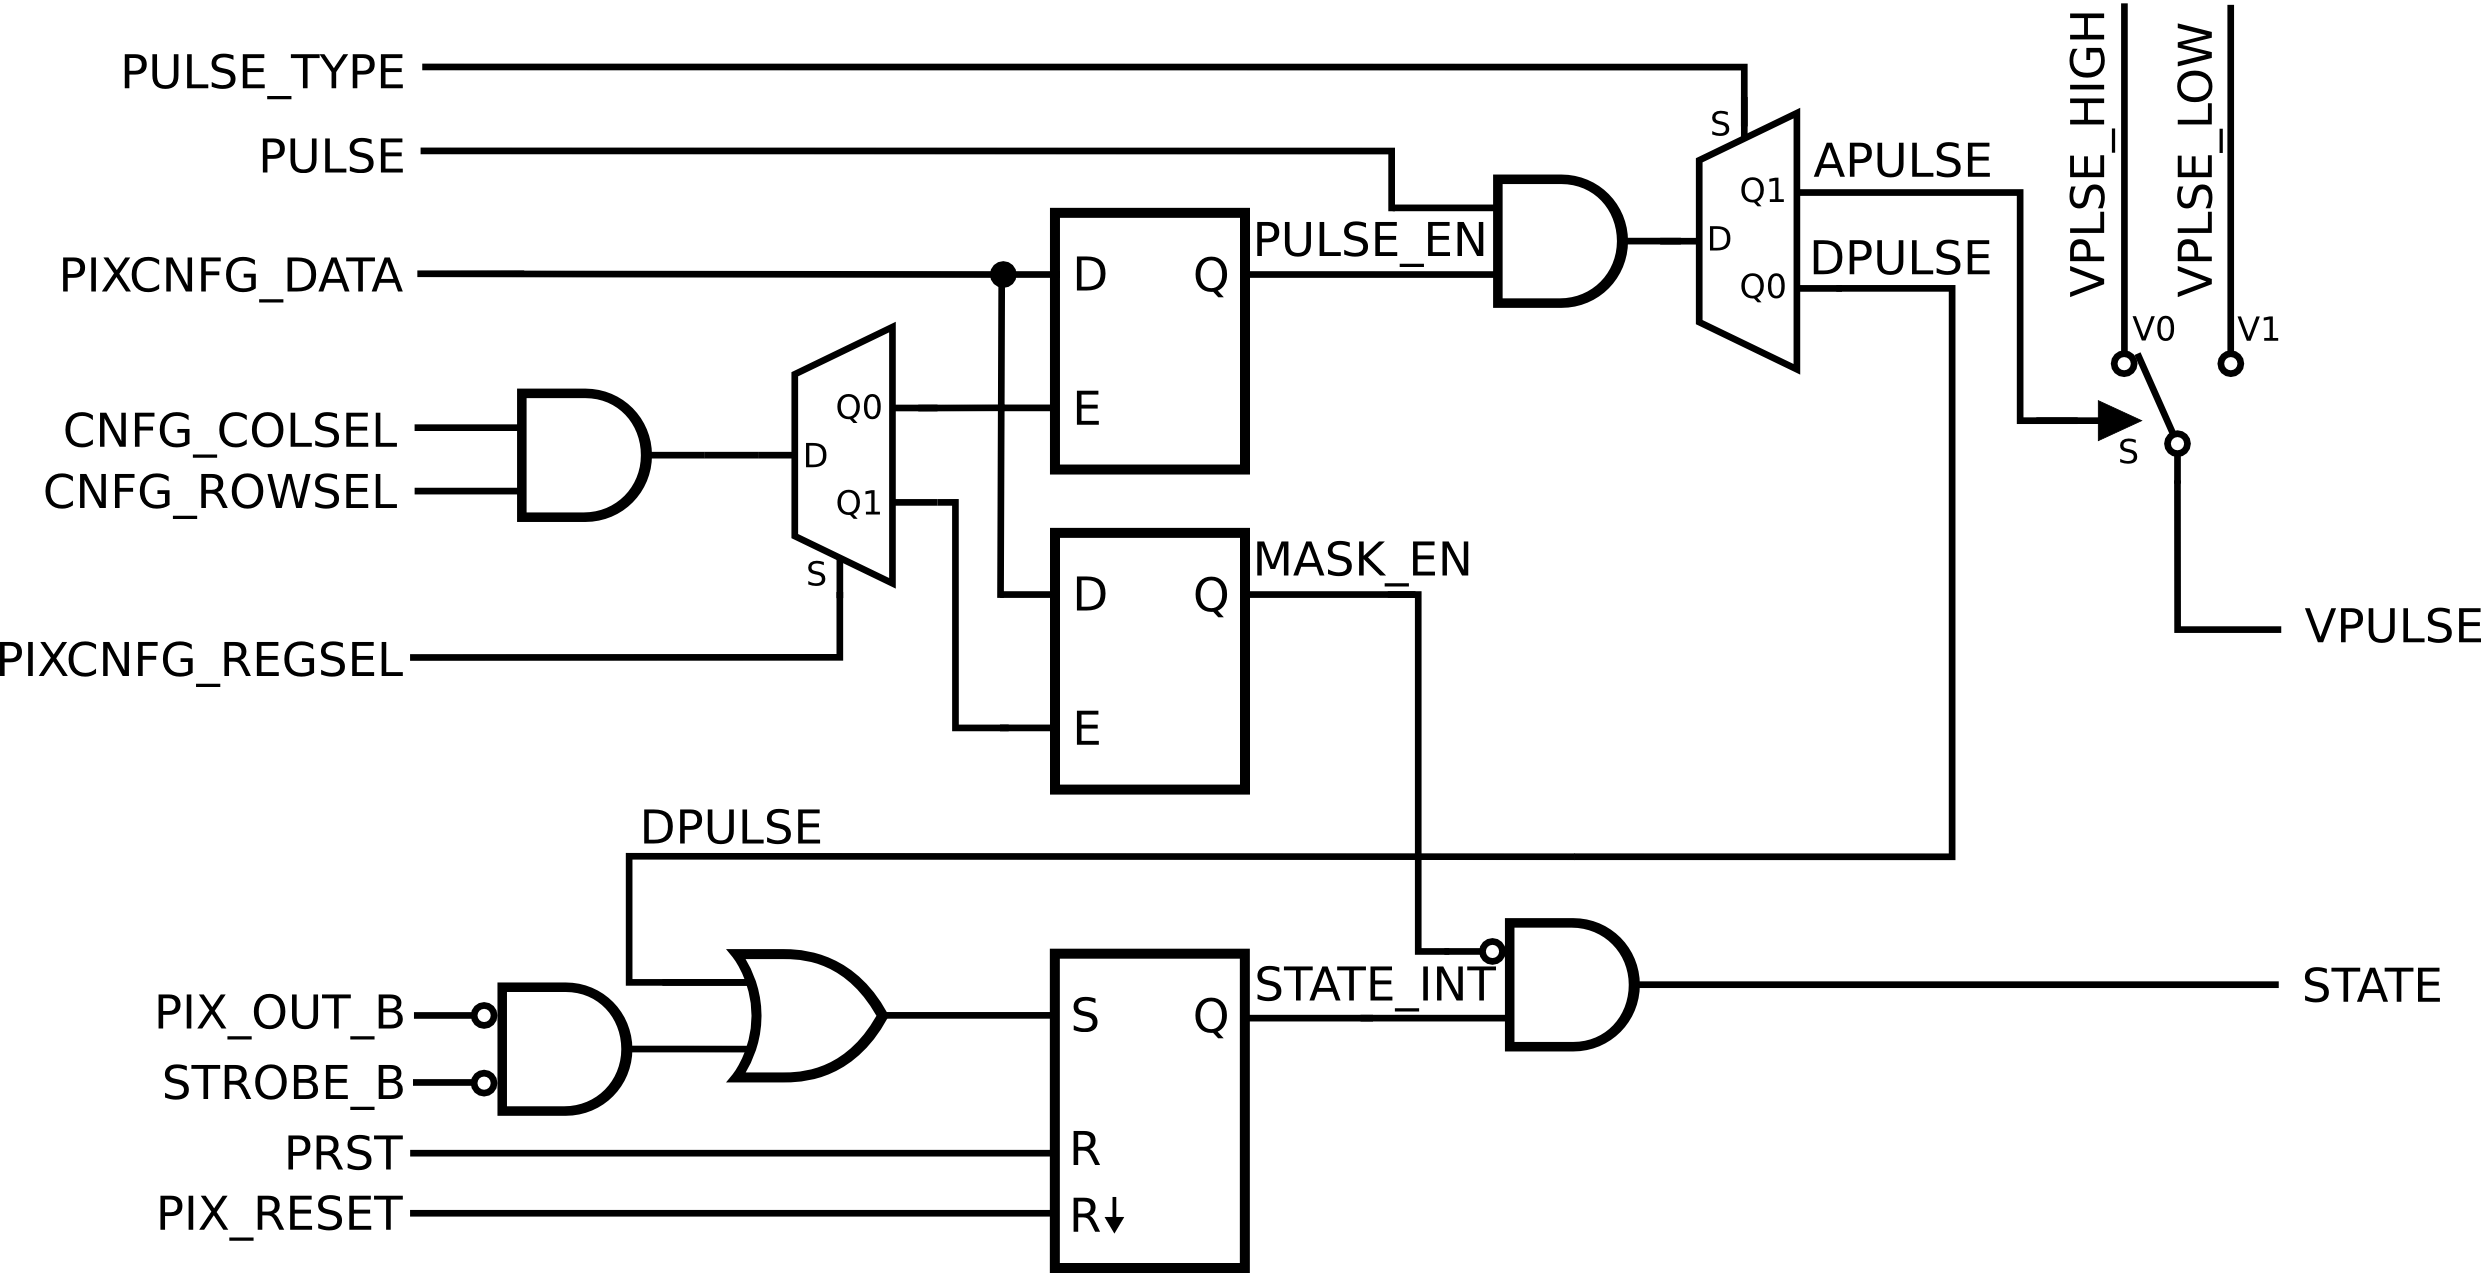 PULSE_TYPE
PULSE
PIXCNFG_DATA
CNFG_COLSEL
CNFG_ROWSEL
PIXCNFG_REGSEL
D
Q0
Q1
S
D
Q
E
PULSE_EN
D
Q
E
MASK_EN
S
D
Q1
Q0
APULSE
DPULSE
VPLSE_HIGH
VPLSE_LOW
V0
V1
S
VPULSE
DPULSE
PIX_OUT_B
STROBE_B
PRST
PIX_RESET
S
Q
R
R↓
STATE_INT
STATE